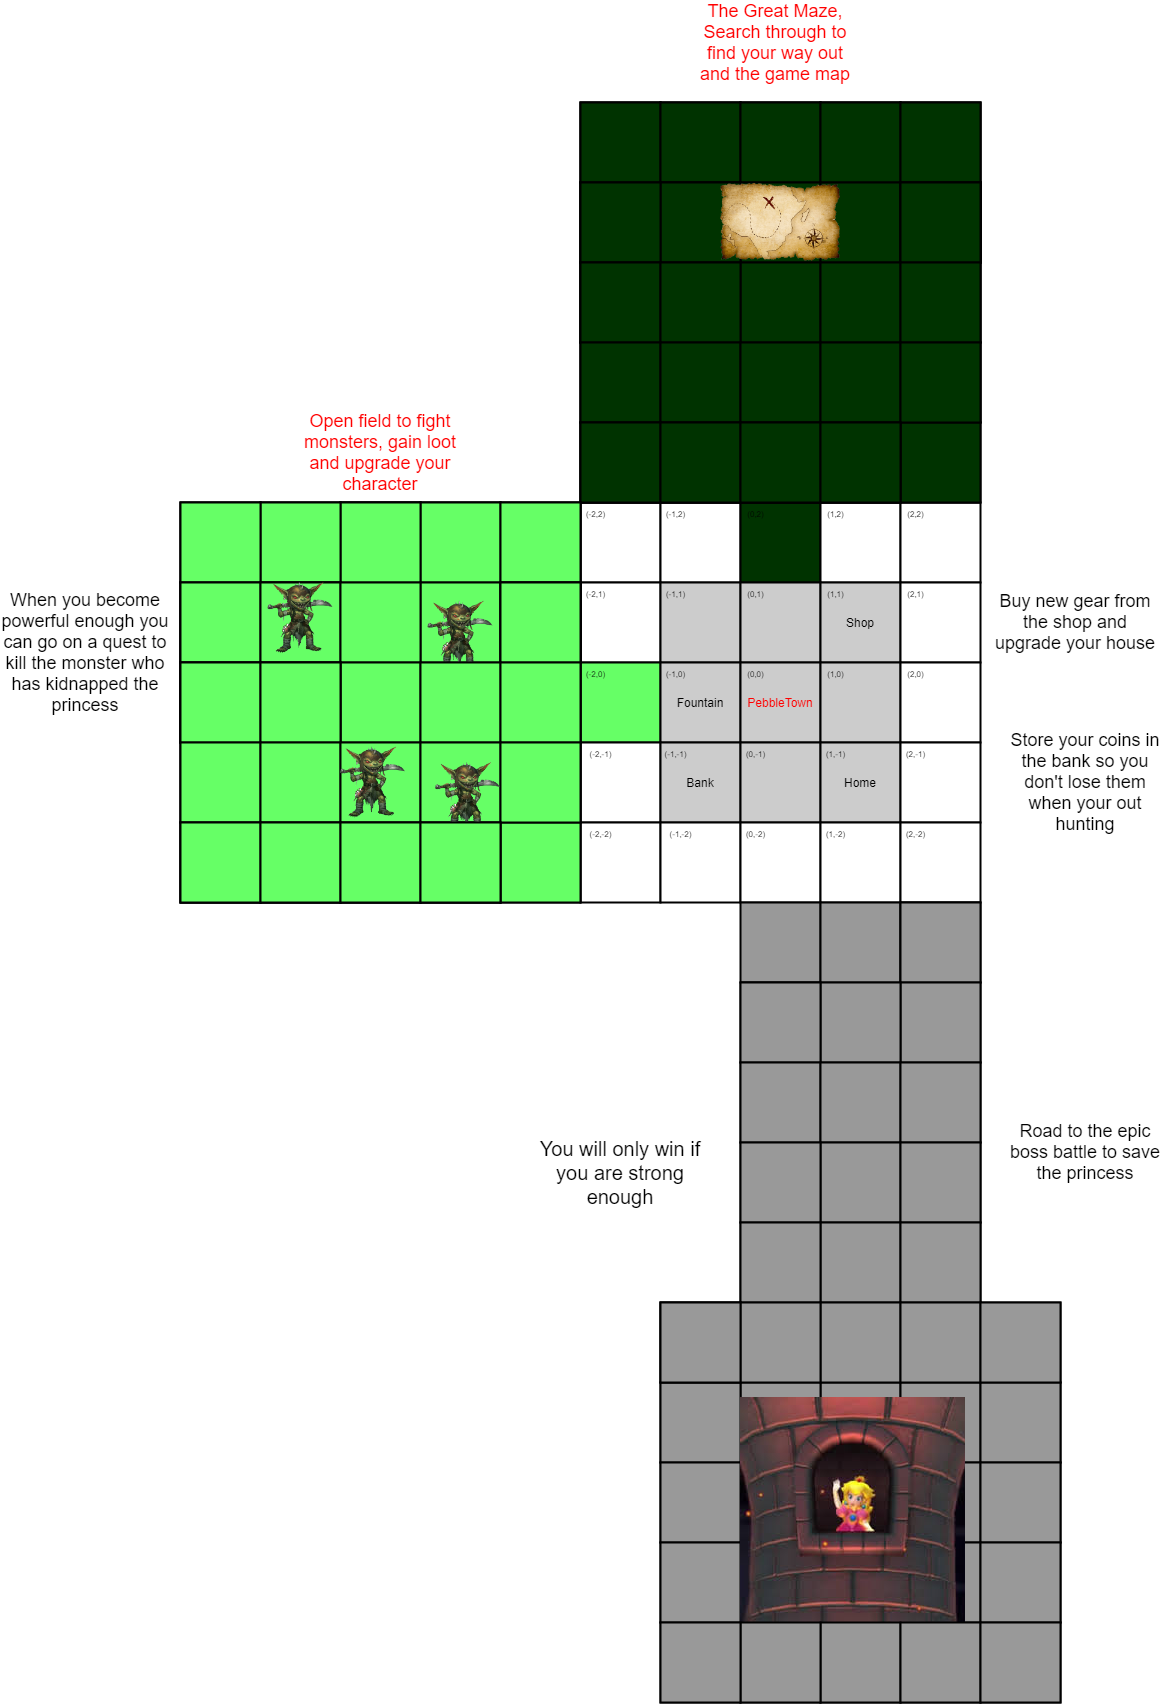 The Great Maze,
Search through to
find your way out
and the game map
Open field to fight
monsters, gain loot
and upgrade your
character
(-2,2)
(-1,2)
(0,2)
(1,2)
(2,2)
When you become
powerful enough you
can go on a quest to
kill the monster who
has kidnapped the
princess
(-2,1)
(-1,1)
(0,1)
(1,1)
Shop
(2,1)
Buy new gear from
the shop and
upgrade your house
(-2,0)
(-1,0)
Fountain
(0,0)
PebbleTown
(1,0)
(2,0)
(-2,-1)
(-1,-1)
Bank
(0,-1)
(1,-1)
Home
(2,-1)
Store your coins in
the bank so you
don't lose them
when your out
hunting
(-2,-2)
(-1,-2)
(0,-2)
(1,-2)
(2,-2)
You will only win if
you are strong
enough
Road to the epic
boss battle to save
the princess